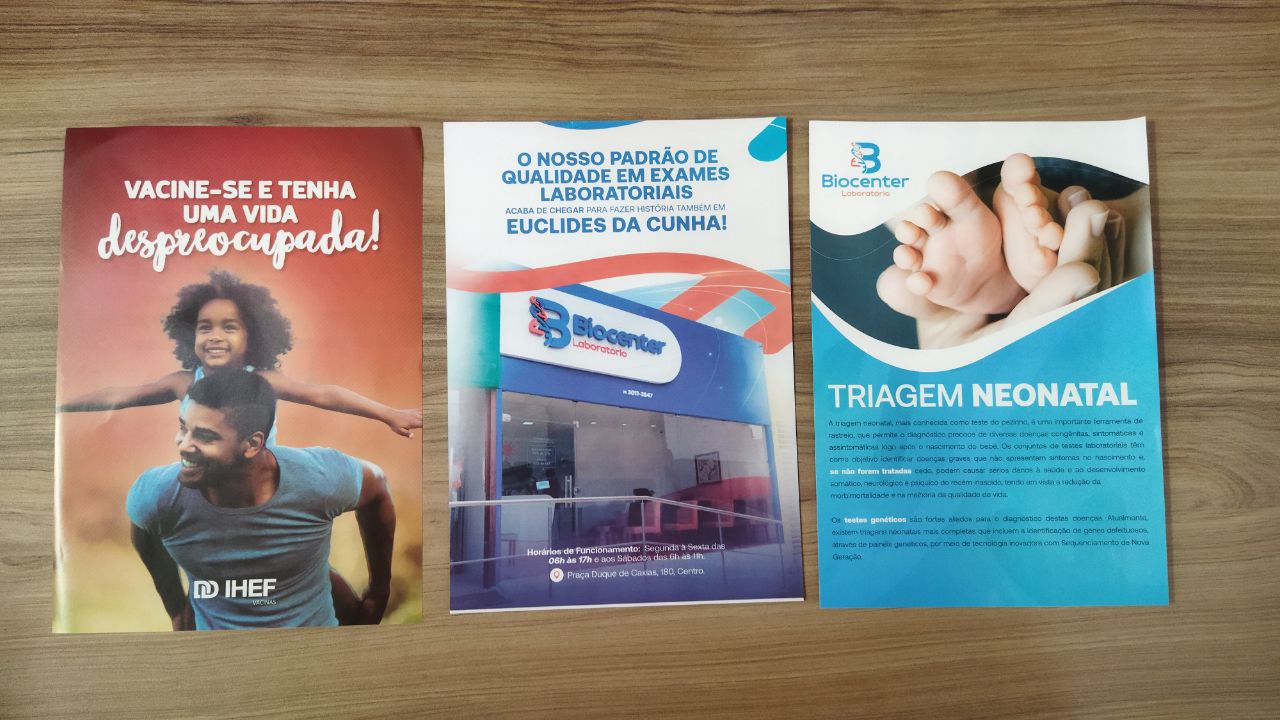 VACINE-SE E TENHA
UMA VIDA
despreocupada!
IHEF
VACINAS
O NOSSO PADRÃO DE
QUALIDADE EM EXAMES
LABORATORIAIS
ACABA DE CHEGAR PARA FAZER HISTÓRIA TAMBÉM EM
EUCLIDES DA CUNHA!
Biocenter
Laboratório
75 3011-3847
Horários de Funcionamento: Segunda à Sexta das
06h às 17h e aos Sábados das 6h às 11h.
Praça Duque de Caxias, 180, Centro.
Biocenter
Laboratório
TRIAGEM NEONATAL
A triagem neonatal, mais conhecida como teste do pezinho, é uma importante ferramenta de
rastreio, que permite o diagnóstico precoce de diversas doenças congênitas, sintomáticas e
assintomáticas logo após o nascimento do bebê. Os conjuntos de testes laboratoriais têm
como objetivo identificar doenças graves que não apresentam sintomas no nascimento e,
se não forem tratadas cedo, podem causar sérios danos à saúde e ao desenvolvimento
somático, neurológico e psíquico do recém-nascido, tendo em vista a redução da
morbimortalidade e na melhoria da qualidade de vida.
Os testes genéticos são fortes aliados para o diagnóstico destas doenças. Atualmente,
existem triagens neonatais mais completas que incluem a identificação de genes defeituosos,
através de painéis genéticos, por meio de tecnologia inovadora com Sequenciamento de Nova
Geração.